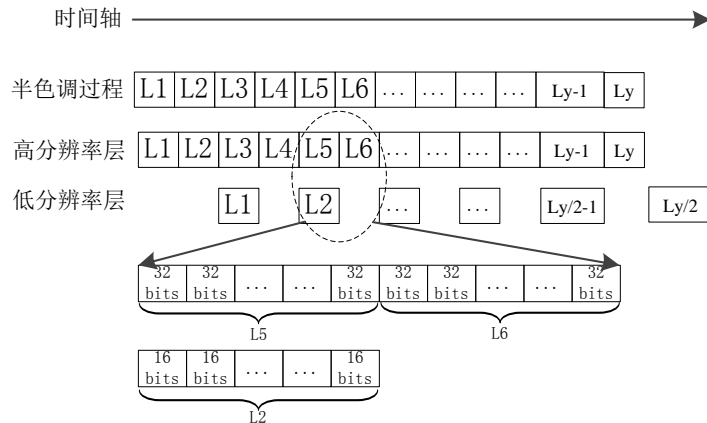 时间轴
半色调过程 L1 L2 L3 L4 L5 L6 ... ... ... ... Ly-1 Ly
高分辨率层 L1 L2 L3 L4 L5 L6 ... ... ... ... Ly-1 Ly
低分辨率层 L1 L2 ... ... Ly/2-1 Ly/2
32 32 32 32 32 32
bits bits ... ... bits bits bits ... ... bits
L5 L6
16 16 16
bits bits ... ... bits
L2